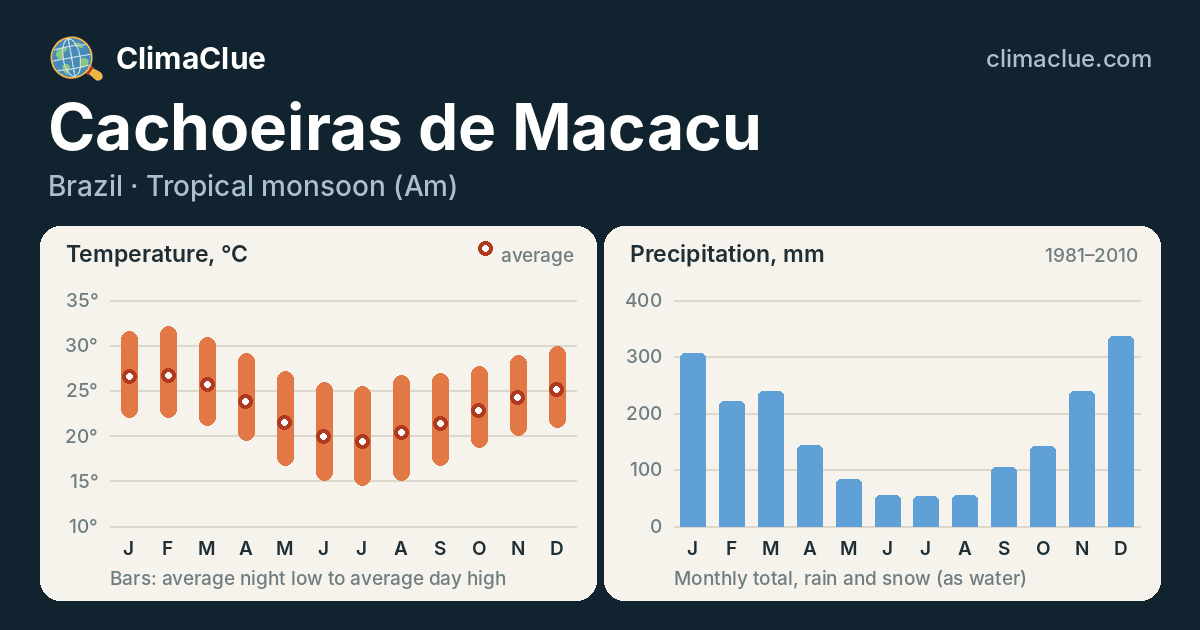 ClimaClue
climaclue.com
Cachoeiras de Macacu
Brazil · Tropical monsoon (Am)
Temperature, °C
average
35°
30°
25°
20°
15°
10°
J F M A M J J A S O N D
Bars: average night low to average day high
Precipitation, mm
1981–2010
400
300
200
100
0
J F M A M J J A S O N D
Monthly total, rain and snow (as water)